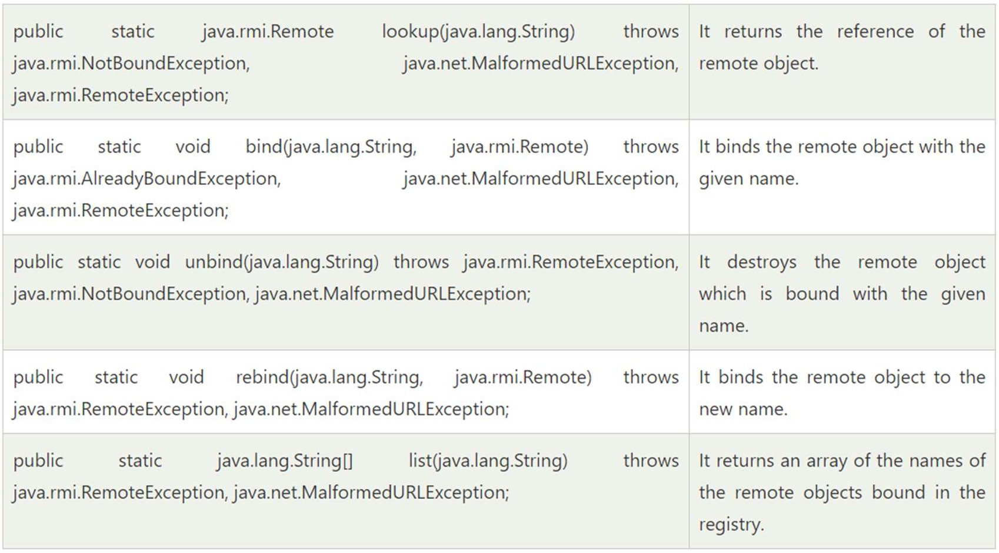 public static java.rmi.Remote lookup(java.lang.String) throws
java.rmi.NotBoundException, java.net.MalformedURLException,
java.rmi.RemoteException;
It returns the reference of the
remote object.
public static void bind(java.lang.String, java.rmi.Remote) throws
java.rmi.AlreadyBoundException, java.net.MalformedURLException,
java.rmi.RemoteException;
It binds the remote object with the
given name.
public static void unbind(java.lang.String) throws java.rmi.RemoteException,
java.rmi.NotBoundException, java.net.MalformedURLException;
It destroys the remote object
which is bound with the given
name.
public static void rebind(java.lang.String, java.rmi.Remote) throws
java.rmi.RemoteException, java.net.MalformedURLException;
It binds the remote object to the
new name.
public static java.lang.String[] list(java.lang.String) throws
java.rmi.RemoteException, java.net.MalformedURLException;
It returns an array of the names of
the remote objects bound in the
registry.